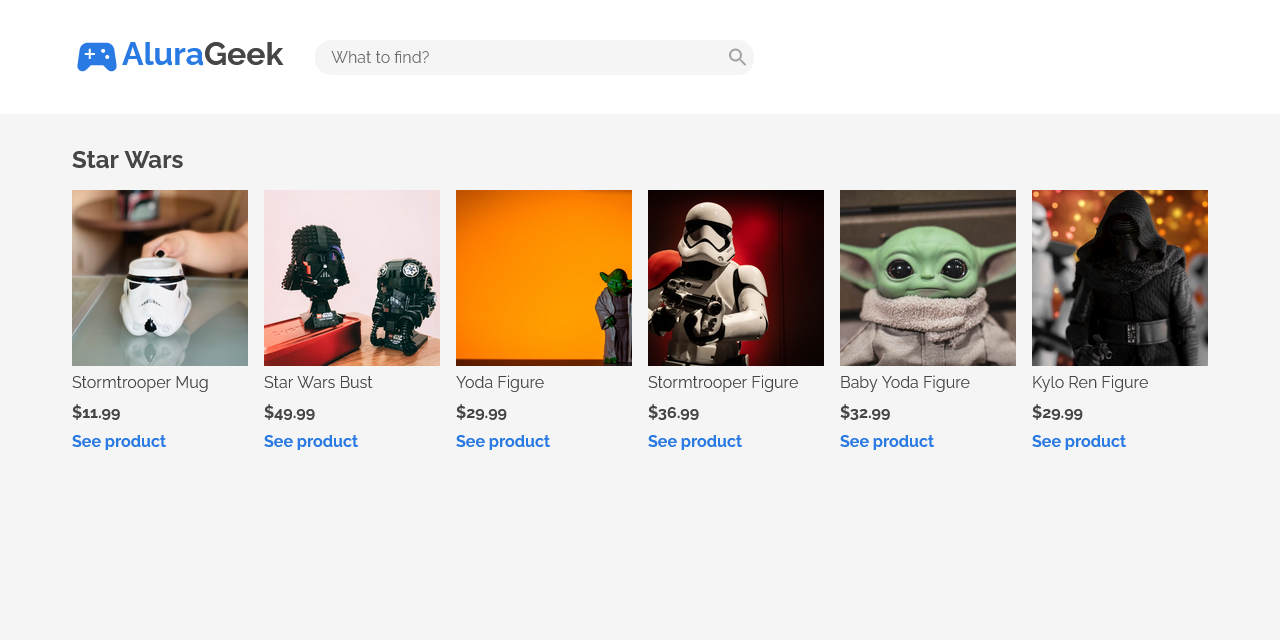 AluraGeek
What to find?
Star Wars
Stormtrooper Mug
$11.99
See product
Star Wars Bust
$49.99
See product
Yoda Figure
$29.99
See product
Stormtrooper Figure
$36.99
See product
Baby Yoda Figure
$32.99
See product
Kylo Ren Figure
$29.99
See product